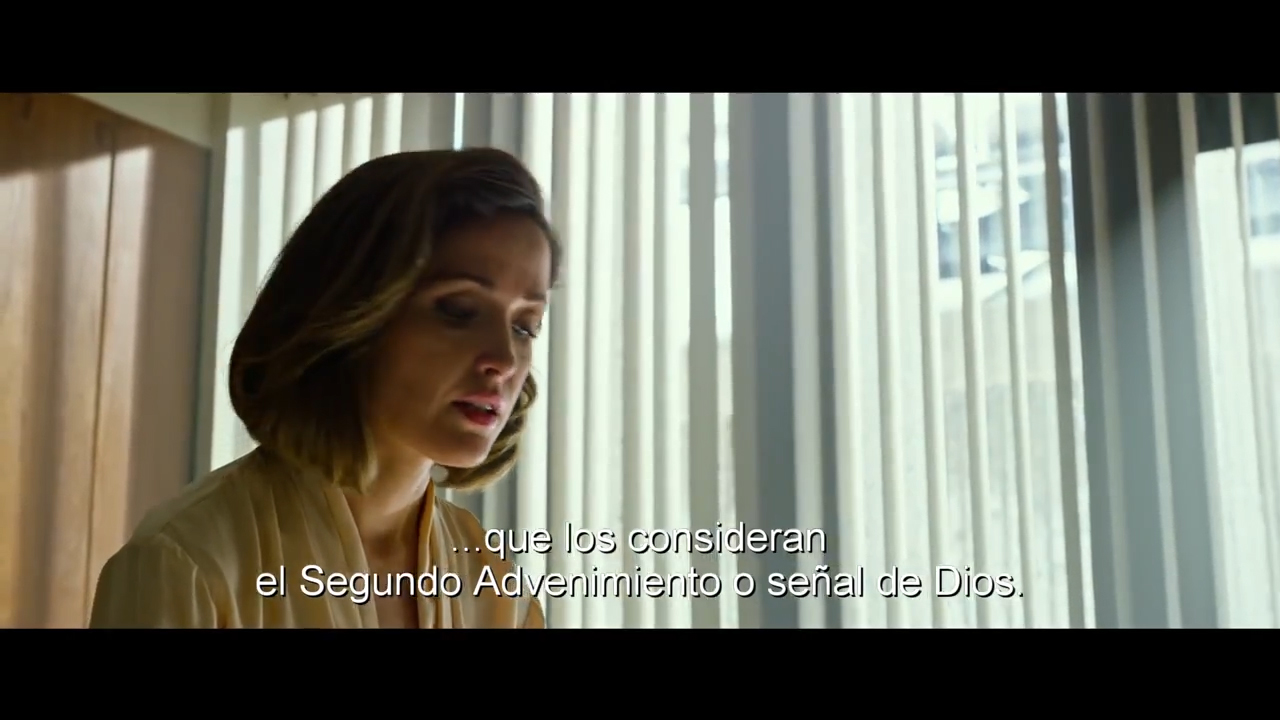 ...que los consideran
el Segundo Advenimiento o señal de Dios.